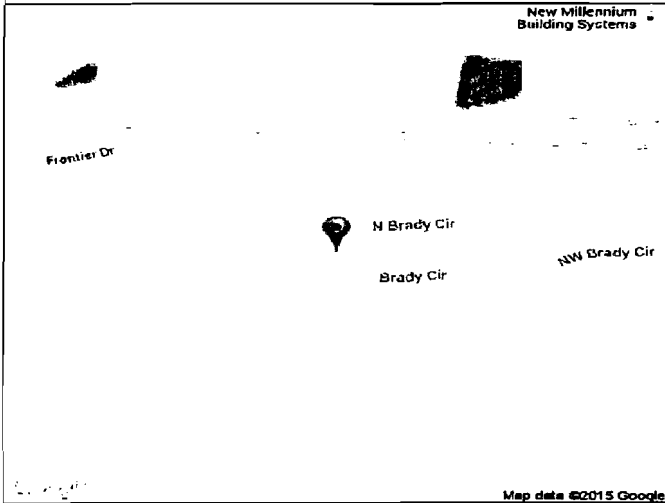 New Millennium
Building Systems
Frontier Dr
N Brady Cir
NW Brady Cir
Brady Cir
Map data ©2015 Google